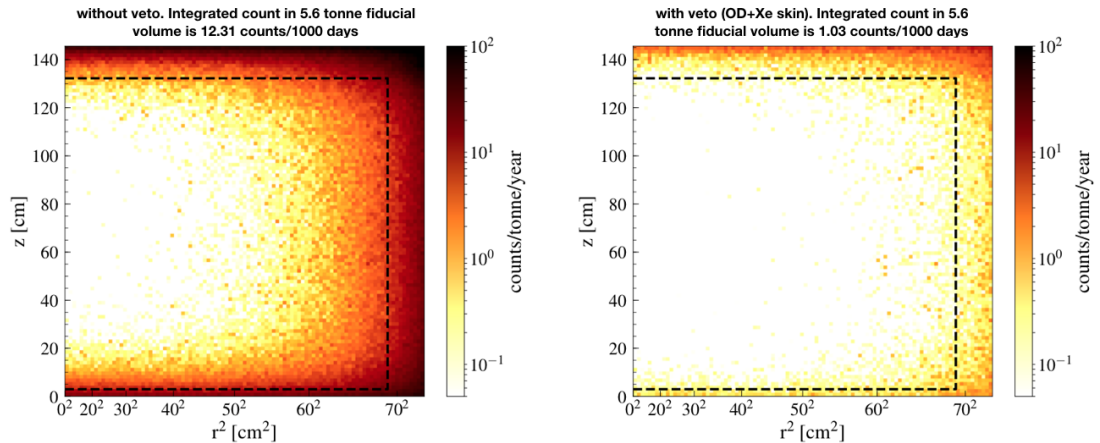 without veto. Integrated count in 5.6 tonne fiducial
volume is 12.31 counts/1000 days
140
120
100
80
60
40
20
0
z [cm]
0² 20² 30² 40² 50² 60² 70²
r² [cm²]
10²
10¹
10⁰
10⁻¹
counts/tonne/year
with veto (OD+Xe skin). Integrated count in 5.6
tonne fiducial volume is 1.03 counts/1000 days
140
120
100
80
60
40
20
0
z [cm]
0² 20² 30² 40² 50² 60² 70²
r² [cm²]
10²
10¹
10⁰
10⁻¹
counts/tonne/year